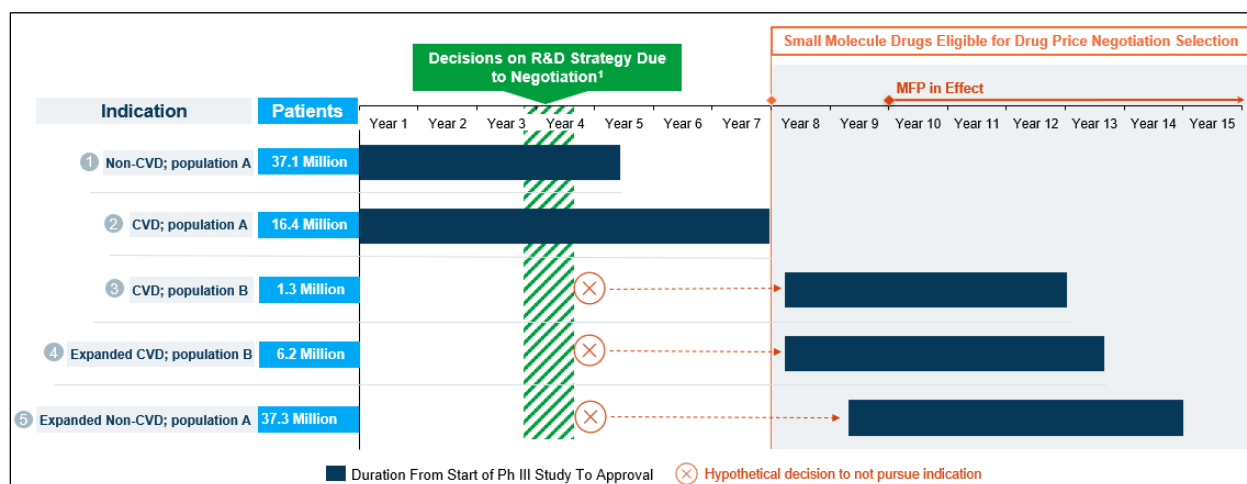 Decisions on R&D Strategy Due
to Negotiation1
Small Molecule Drugs Eligible for Drug Price Negotiation Selection
MFP in Effect
Indication
Patients
Year 1
Year 2
Year 3
Year 4
Year 5
Year 6
Year 7
Year 8
Year 9
Year 10
Year 11
Year 12
Year 13
Year 14
Year 15
1 Non-CVD; population A 37.1 Million
2 CVD; population A 16.4 Million
3 CVD; population B 1.3 Million
4 Expanded CVD; population B 6.2 Million
5 Expanded Non-CVD; population A 37.3 Million
Duration From Start of Ph III Study To Approval
Hypothetical decision to not pursue indication